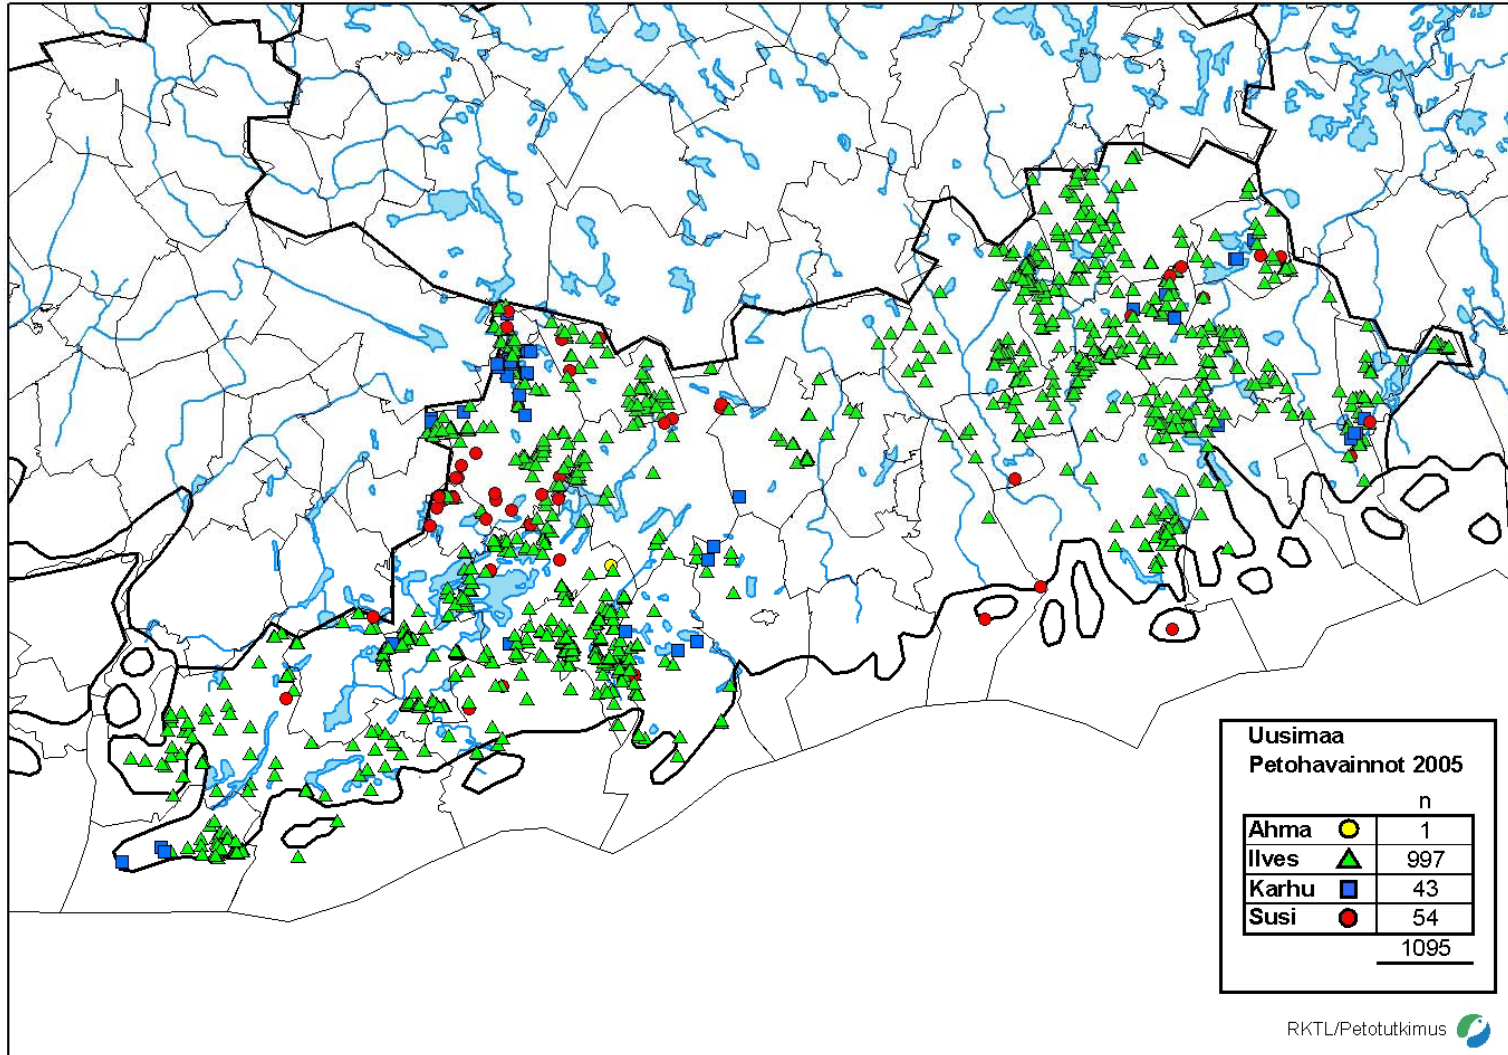 Uusimaa
Petohavainnot 2005
n
Ahma 1
Ilves 997
Karhu 43
Susi 54
1095
RKTL/Petotutkimus